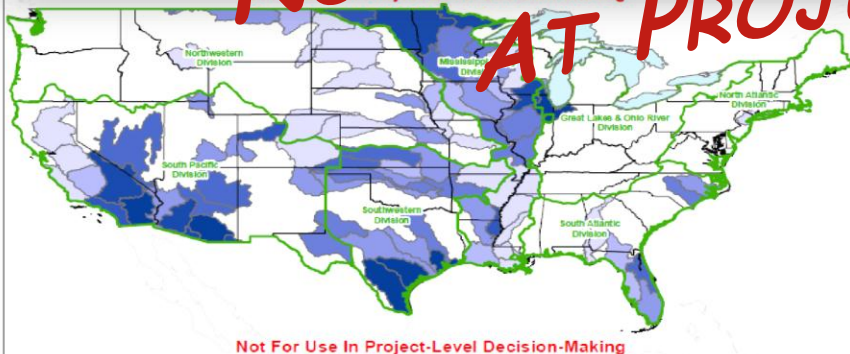 AT PROJ
Northwestern
Division
Mississippi
North Atlantic
Division
Great Lakes & Ohio River
Division
South Pacific
Division
Southwestern
Division
South Atlantic
Division
Not For Use In Project-Level Decision-Making